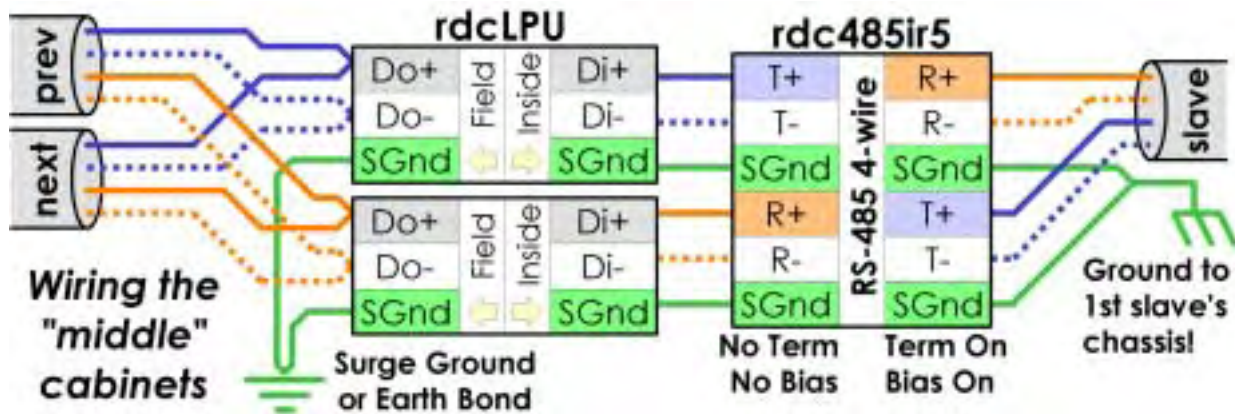 rdcLPU
rdc485ir5
prev
next
Do+
Do-
SGnd
Field
Inside
Di+
Di-
SGnd
Do+
Do-
SGnd
Field
Inside
Di+
Di-
SGnd
T+
T-
SGnd
R+
R-
SGnd
RS-485 4-wire
R+
R-
SGnd
T+
T-
SGnd
slave
Wiring the
"middle"
cabinets
Surge Ground
or Earth Bond
No Term
No Bias
Term On
Bias On
Ground to
1st slave's
chassis!